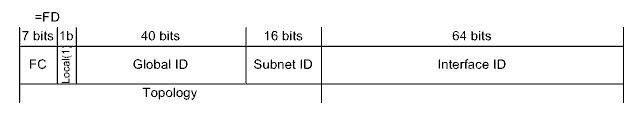 =FD
7 bits 1b 40 bits 16 bits 64 bits
FC Local(1) Global ID Subnet ID Interface ID
Topology